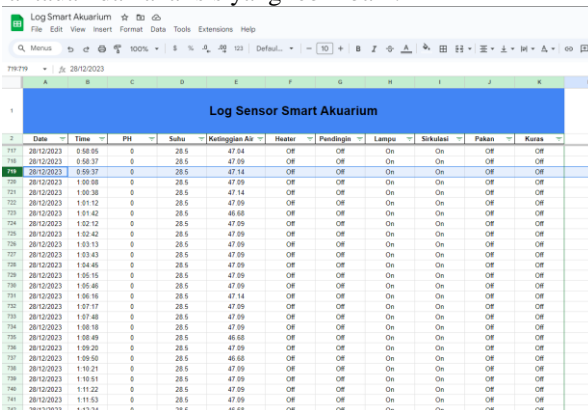 Log Smart Akuarium
File Edit View Insert Format Data Tools Extensions Help
Menus 100% $ % .0 .00 123 Defaul... 10 B I A
719:719 fx 28/12/2023
A B C D E F G H I J K
1 Log Sensor Smart Akuarium
2 Date Time PH Suhu Ketinggian Air Heater Pendingin Lampu Sirkulasi Pakan Kuras
717 28/12/2023 0:58:05 0 28.5 47.04 Off Off On On Off Off
718 28/12/2023 0:58:37 0 28.5 47.09 Off Off On On Off Off
719 28/12/2023 0:59:37 0 28.5 47.14 Off Off On On Off Off
720 28/12/2023 1:00:08 0 28.5 47.09 Off Off On On Off Off
721 28/12/2023 1:00:38 0 28.5 47.14 Off Off On On Off Off
722 28/12/2023 1:01:12 0 28.5 47.09 Off Off On On Off Off
723 28/12/2023 1:01:42 0 28.5 46.68 Off Off On On Off Off
724 28/12/2023 1:02:12 0 28.5 47.09 Off Off On On Off Off
725 28/12/2023 1:02:42 0 28.5 47.09 Off Off On On Off Off
726 28/12/2023 1:03:13 0 28.5 47.09 Off Off On On Off Off
727 28/12/2023 1:03:43 0 28.5 47.09 Off Off On On Off Off
728 28/12/2023 1:04:45 0 28.5 47.09 Off Off On On Off Off
729 28/12/2023 1:05:15 0 28.5 47.09 Off Off On On Off Off
730 28/12/2023 1:05:46 0 28.5 47.09 Off Off On On Off Off
731 28/12/2023 1:06:16 0 28.5 47.14 Off Off On On Off Off
732 28/12/2023 1:07:17 0 28.5 47.09 Off Off On On Off Off
733 28/12/2023 1:07:48 0 28.5 47.09 Off Off On On Off Off
734 28/12/2023 1:08:18 0 28.5 47.09 Off Off On On Off Off
735 28/12/2023 1:08:49 0 28.5 46.68 Off Off On On Off Off
736 28/12/2023 1:09:20 0 28.5 47.09 Off Off On On Off Off
737 28/12/2023 1:09:50 0 28.5 46.68 Off Off On On Off Off
738 28/12/2023 1:10:21 0 28.5 47.09 Off Off On On Off Off
739 28/12/2023 1:10:51 0 28.5 47.09 Off Off On On Off Off
740 28/12/2023 1:11:22 0 28.5 47.09 Off Off On On Off Off
741 28/12/2023 1:11:53 0 28.5 47.09 Off Off On On Off Off